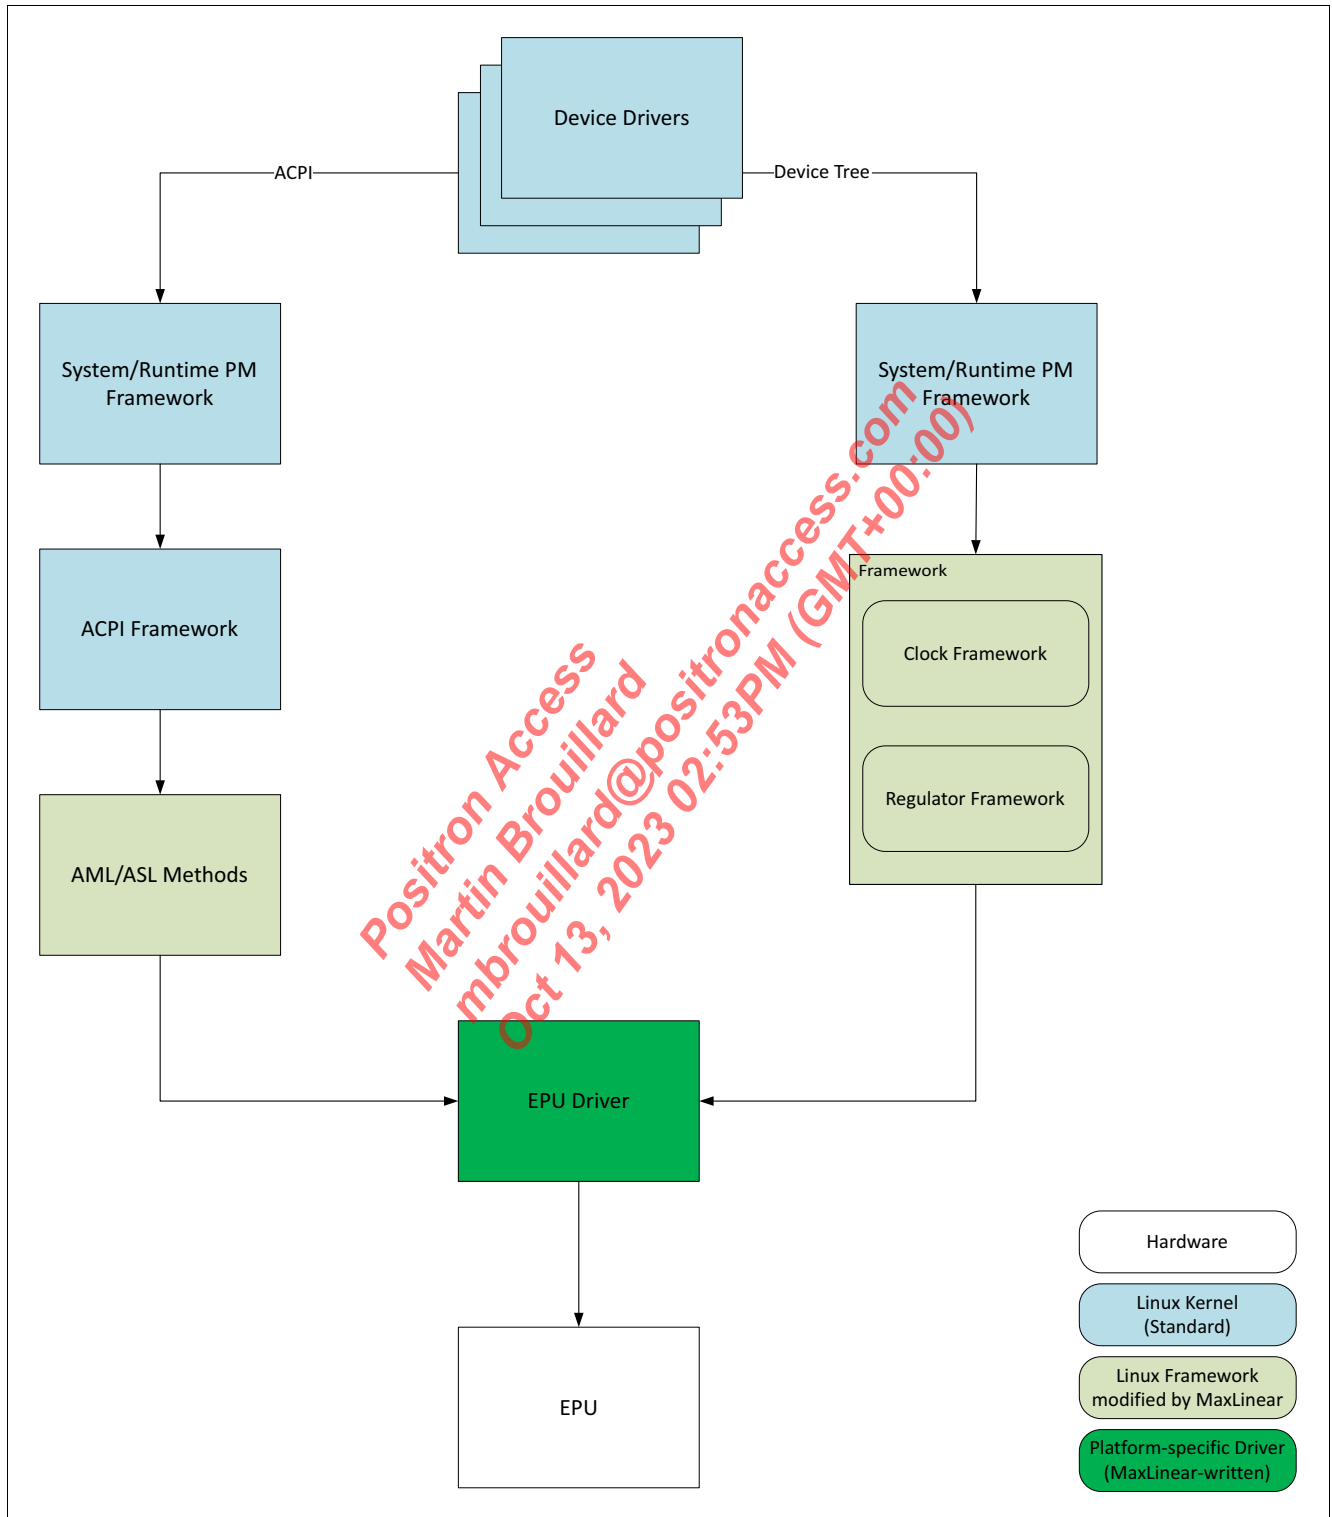 Device Drivers
ACPI
Device Tree
System/Runtime PM
Framework
System/Runtime PM
Framework
ACPI Framework
Framework
Clock Framework
Regulator Framework
AML/ASL Methods
Positron Access
Martin Brouillard
mbrouillard@positronaccess.com
Oct 13, 2023 02:53PM (GMT+00:00)
EPU Driver
EPU
Hardware
Linux Kernel
(Standard)
Linux Framework
modified by MaxLinear
Platform-specific Driver
(MaxLinear-written)